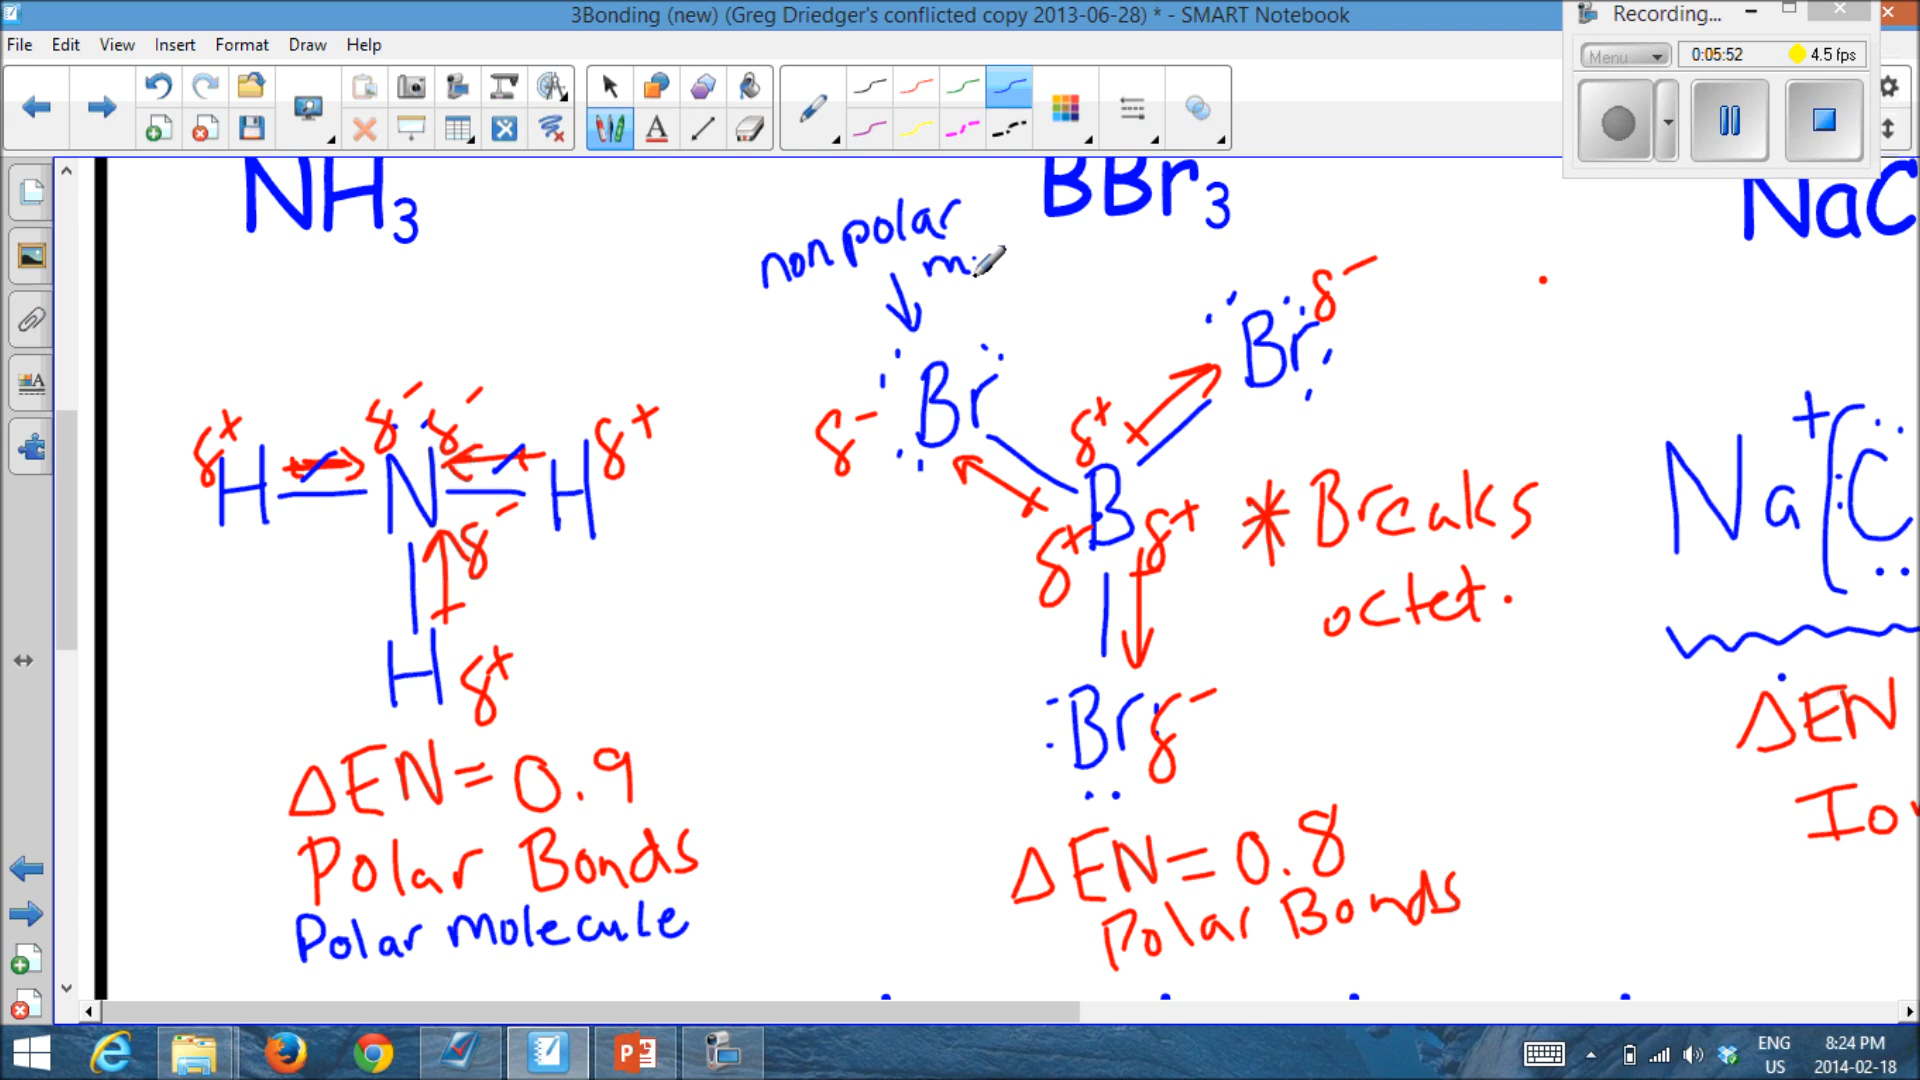 3Bonding (new) (Greg Driedger's conflicted copy 2013-06-28) * - SMART Notebook
Recording...
File Edit View Insert Format Draw Help
Menu
0:05:52
4.5 fps
NH3
BBr3
NaC
nonpolar
m
Br δ-
δ- Br
δ+ H δ- δ- N H δ+
δ+
B δ+
δ+
δ-
* Breaks
octet.
Na + [C
H δ+
Br δ-
ΔEN = 0.9
Polar Bonds
Polar Molecule
ΔEN = 0.8
Polar Bonds
ΔEN
Io
ENG
US
8:24 PM
2014-02-18